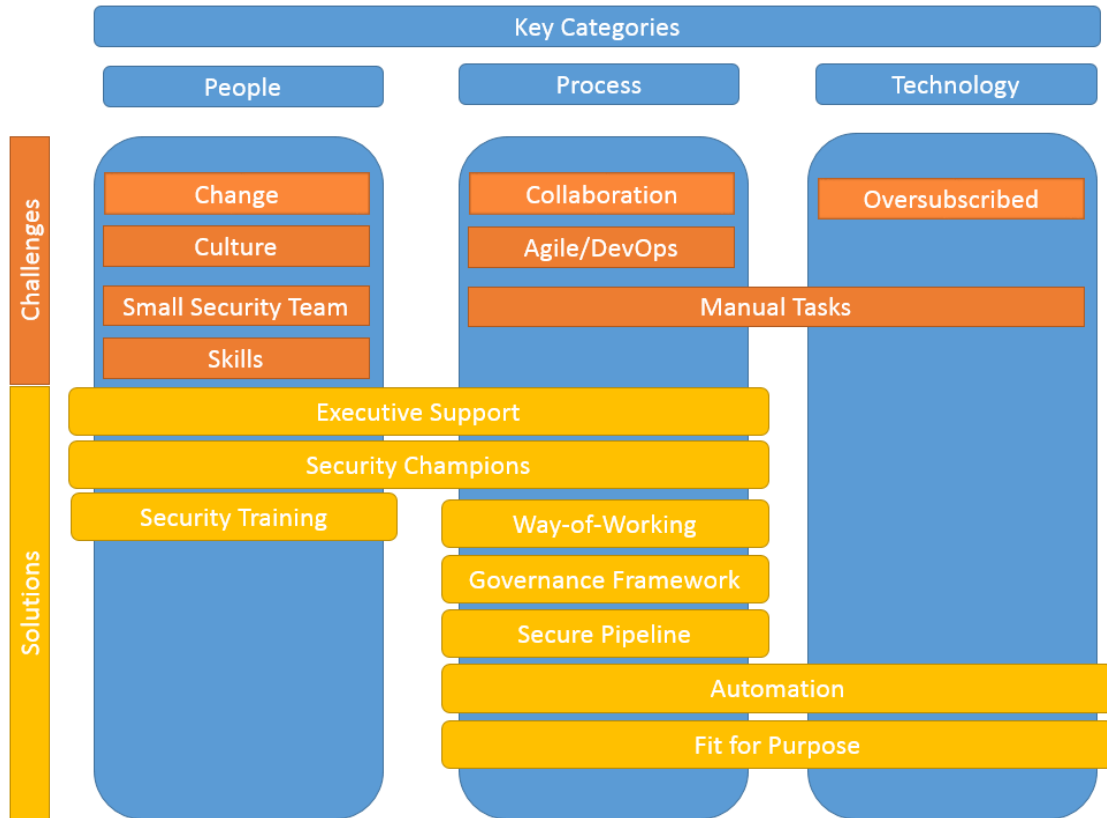 Key Categories
People
Process
Technology
Challenges
Change
Collaboration
Oversubscribed
Culture
Agile/DevOps
Small Security Team
Manual Tasks
Skills
Solutions
Executive Support
Security Champions
Security Training
Way-of-Working
Governance Framework
Secure Pipeline
Automation
Fit for Purpose